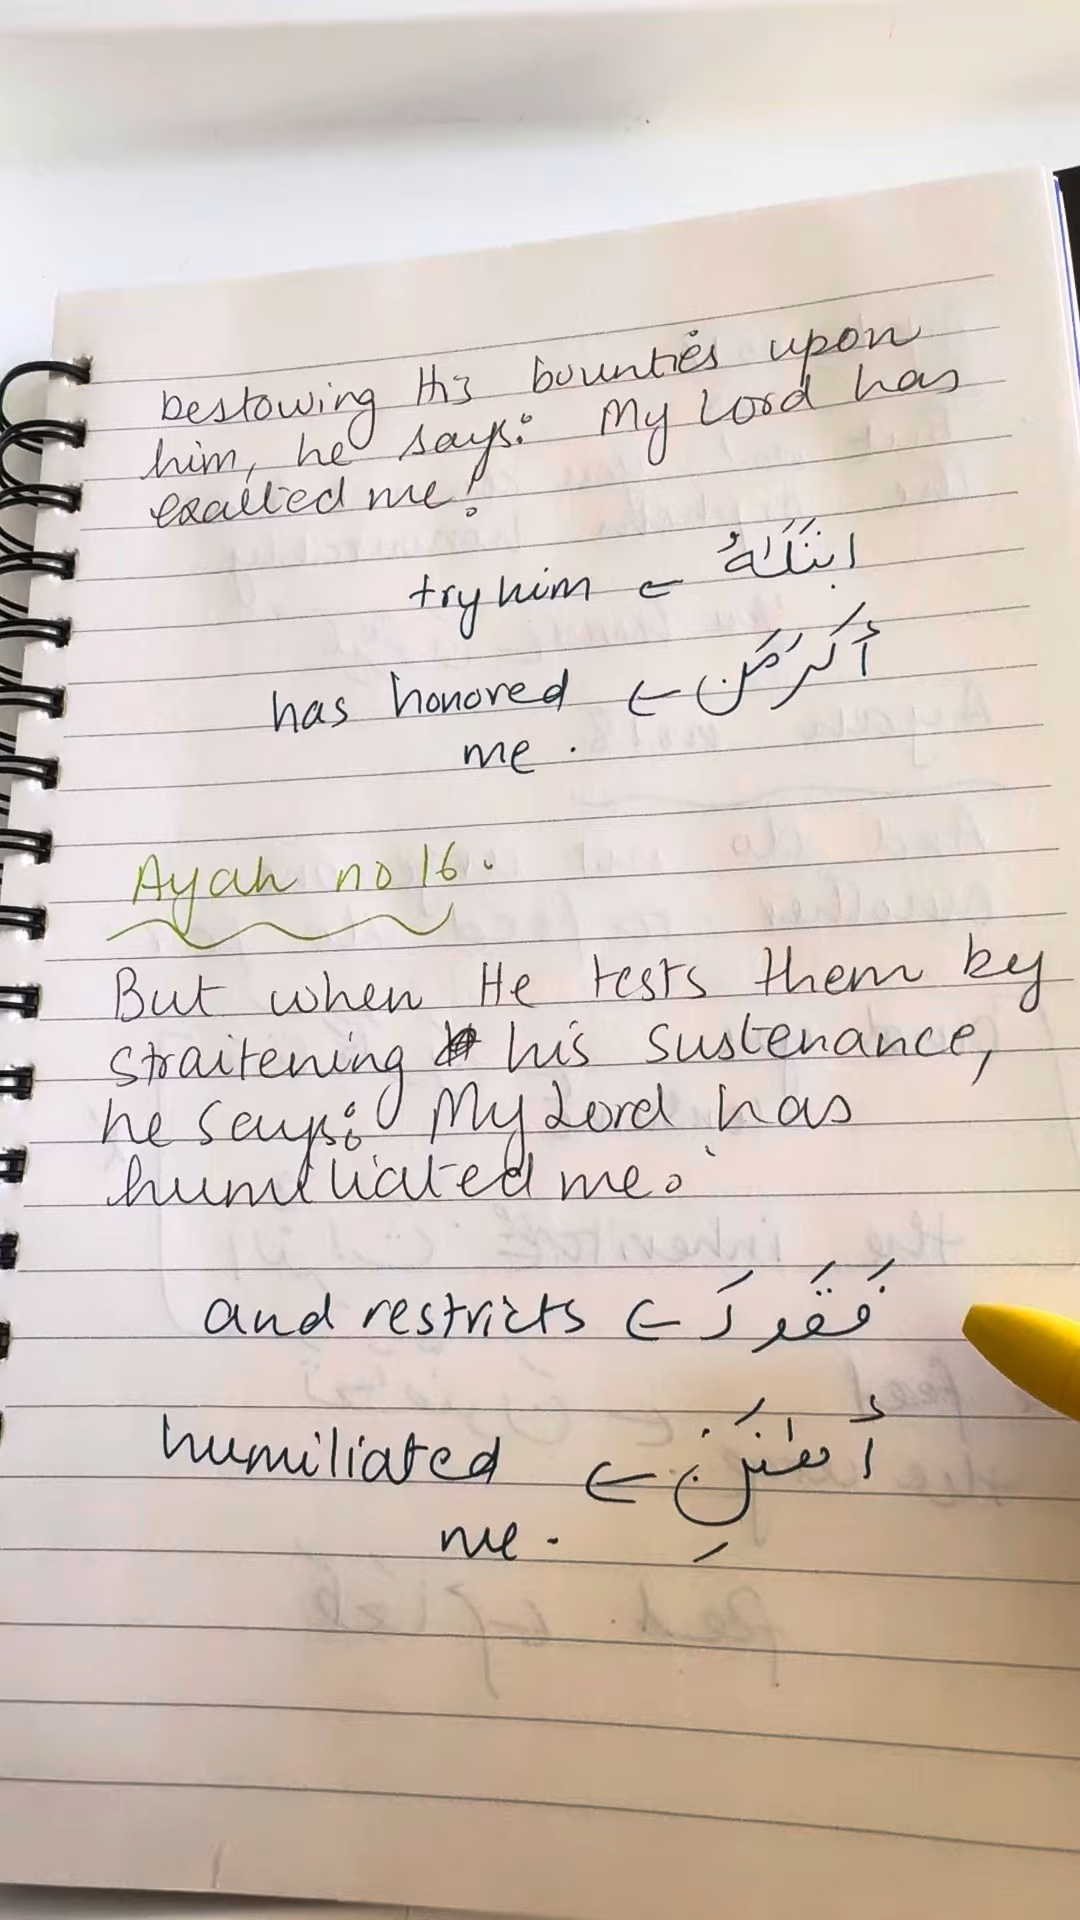 bestowing His bounties upon
him, he says: My Lord has
exalted me!
try him ← ابْتَلَاهُ
has honored ← أَكْرَمَن
me.
Ayah no 16.
But when He tests them by
straitening his sustenance,
he says: My Lord has
humiliated me.
and restricts ←
humiliated ← أَهَانَنِ
me.